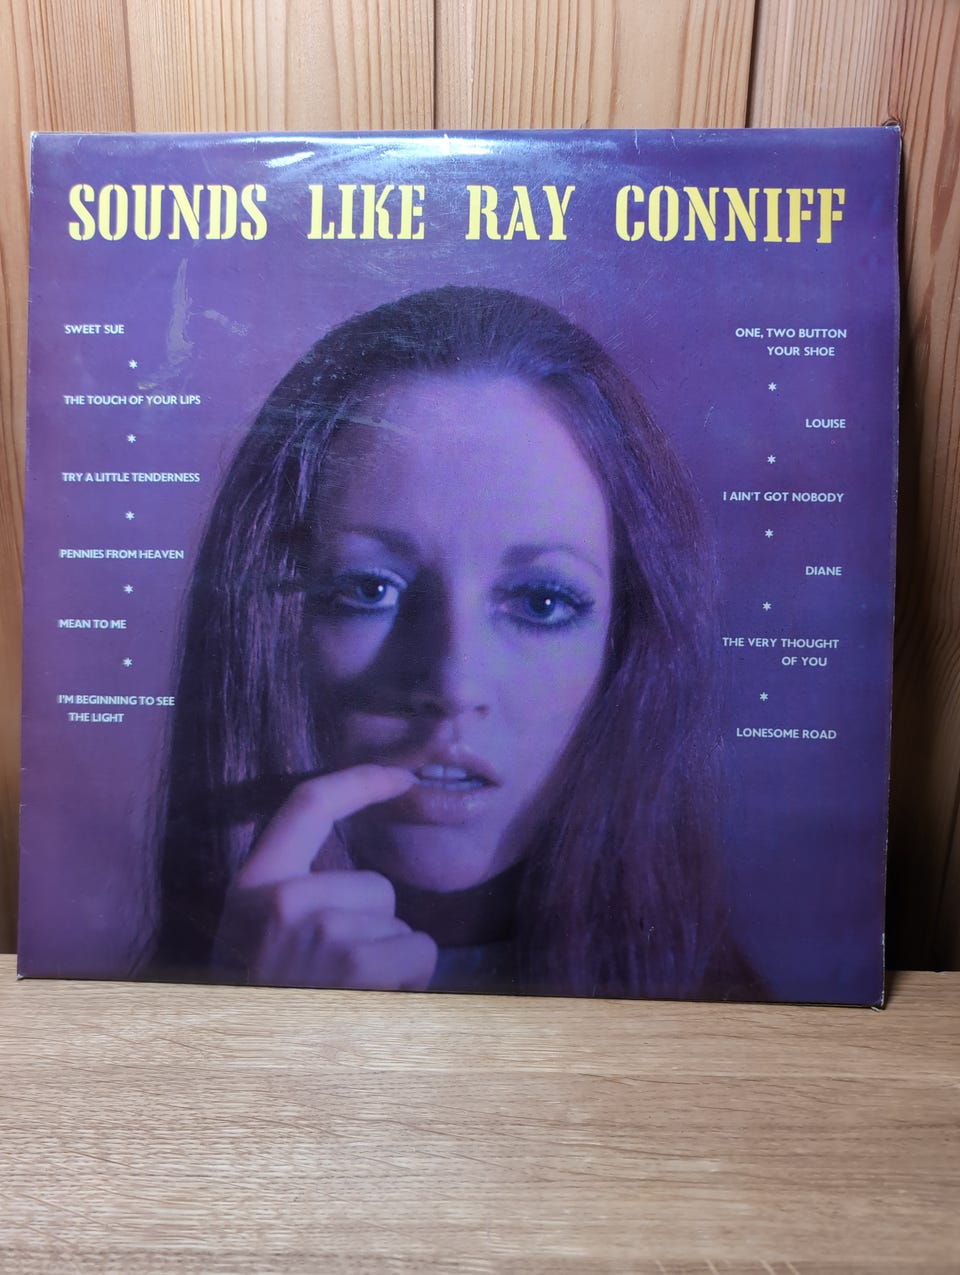 SOUNDS LIKE RAY CONNIFF
SWEET SUE
THE TOUCH OF YOUR LIPS
TRY A LITTLE TENDERNESS
PENNIES FROM HEAVEN
MEAN TO ME
I'M BEGINNING TO SEE
THE LIGHT
ONE, TWO BUTTON
YOUR SHOE
LOUISE
I AIN'T GOT NOBODY
DIANE
THE VERY THOUGHT
OF YOU
LONESOME ROAD